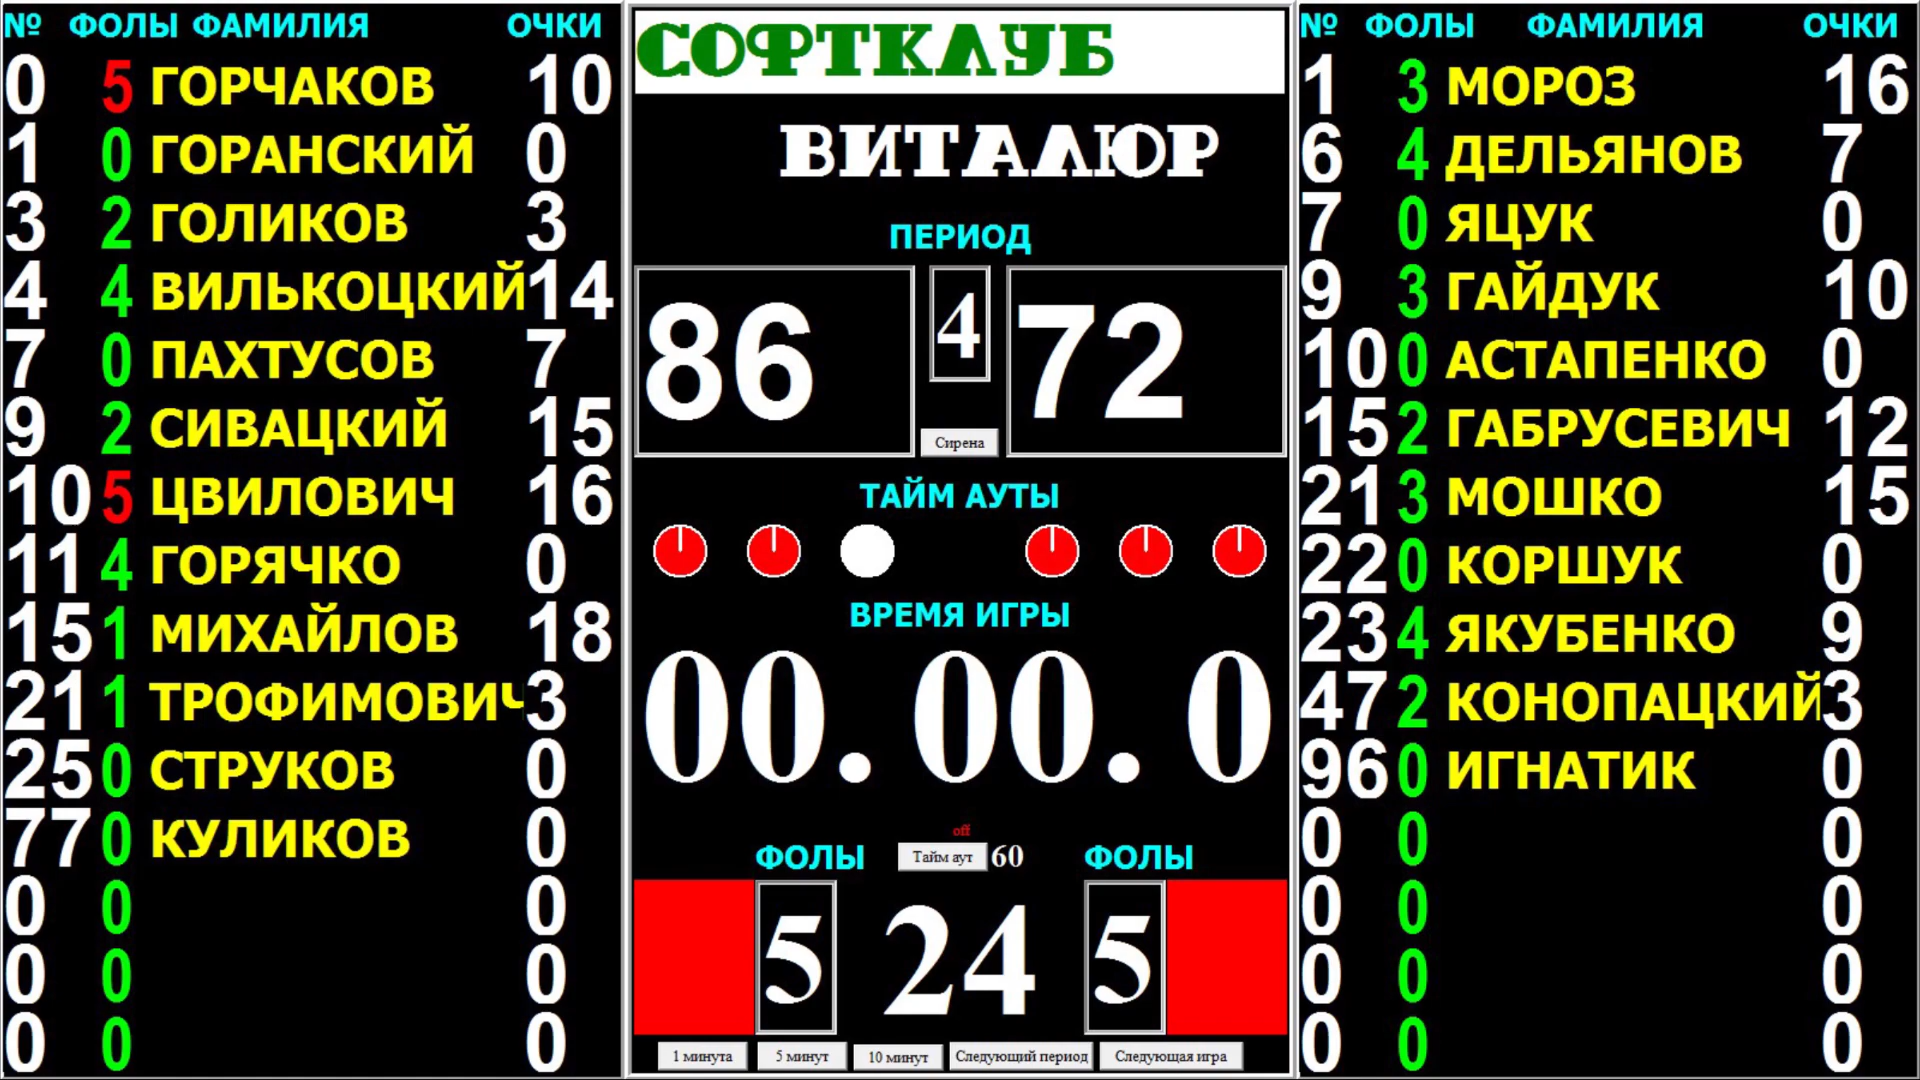 № ФОЛЫ ФАМИЛИЯ ОЧКИ
0 5 ГОРЧАКОВ 10
1 0 ГОРАНСКИЙ 0
3 2 ГОЛИКОВ 3
4 4 ВИЛЬКОЦКИЙ 14
7 0 ПАХТУСОВ 7
9 2 СИВАЦКИЙ 15
10 5 ЦВИЛОВИЧ 16
11 4 ГОРЯЧКО 0
15 1 МИХАЙЛОВ 18
21 1 ТРОФИМОВИЧ 3
25 0 СТРУКОВ 0
77 0 КУЛИКОВ 0
0 0 0
0 0 0
0 0 0
СОФТКЛУБ
ВИТАЛЮР
ПЕРИОД
86 4 72
Сирена
ТАЙМ АУТЫ
ВРЕМЯ ИГРЫ
00. 00. 0
off
ФОЛЫ Тайм аут 60 ФОЛЫ
5 24 5
1 минута 5 минут 10 минут Следующий период Следующая игра
№ ФОЛЫ ФАМИЛИЯ ОЧКИ
1 3 МОРОЗ 16
6 4 ДЕЛЬЯНОВ 7
7 0 ЯЦУК 0
9 3 ГАЙДУК 10
10 0 АСТАПЕНКО 0
15 2 ГАБРУСЕВИЧ 12
21 3 МОШКО 15
22 0 КОРШУК 0
23 4 ЯКУБЕНКО 9
47 2 КОНОПАЦКИЙ 3
96 0 ИГНАТИК 0
0 0 0
0 0 0
0 0 0
0 0 0